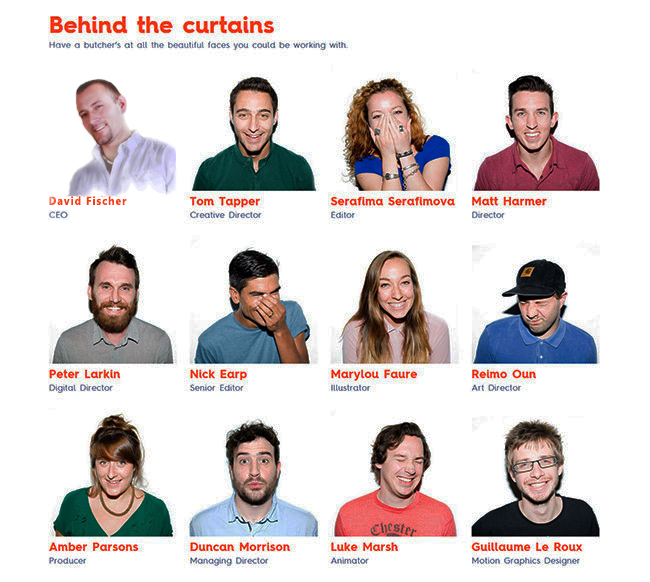 Behind the curtains
Have a butcher's at all the beautiful faces you could be working with.
David Fischer
CEO
Tom Tapper
Creative Director
Serafima Serafimova
Editor
Matt Harmer
Director
Peter Larkin
Digital Director
Nick Earp
Senior Editor
Marylou Faure
Illustrator
Reimo Oun
Art Director
Chester
Amber Parsons
Producer
Duncan Morrison
Managing Director
Luke Marsh
Animator
Guillaume Le Roux
Motion Graphics Designer